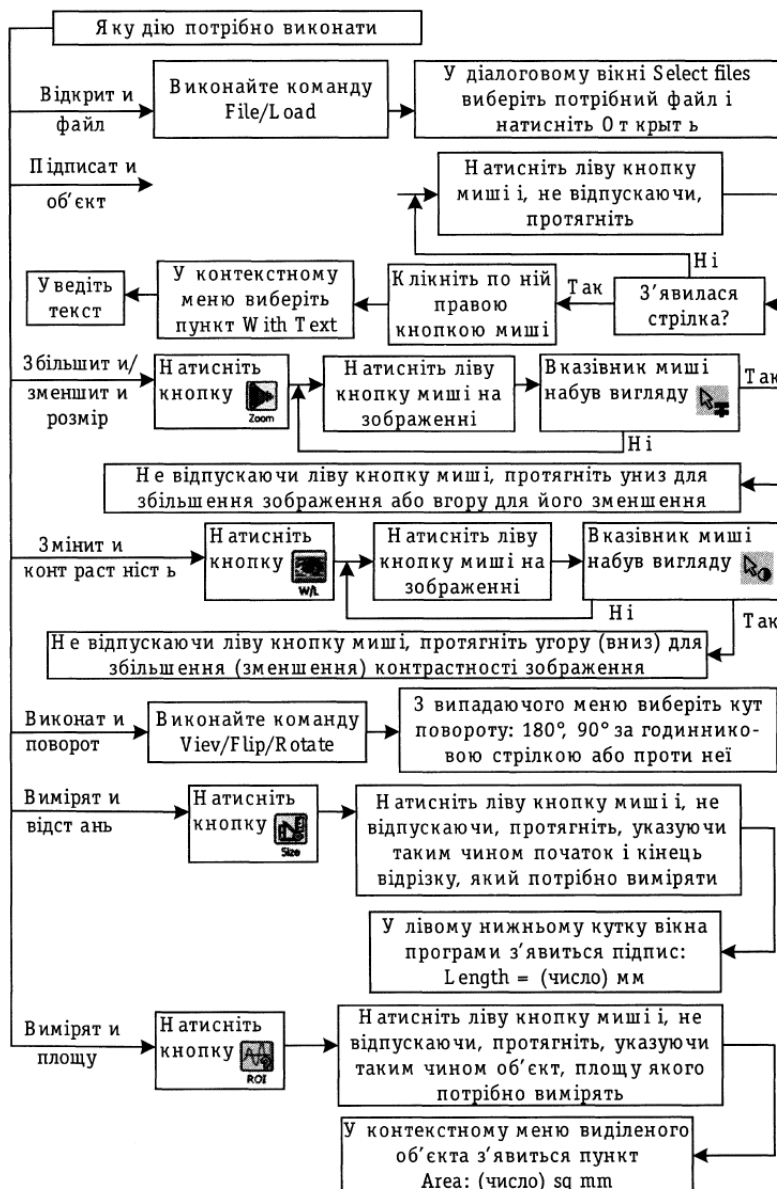 Яку дію потрібно виконати
Відкрити
файл
Виконайте команду
File/Load
У діалоговому вікні Select files
виберіть потрібний файл і
натисніть Открыть
Підписати
об’єкт
Натисніть ліву кнопку
миші і, не відпускаючи,
протягніть
Ні
З’явилася
стрілка?
Так
Клікніть по ній
правою
кнопкою миші
У контекстному
меню виберіть
пункт With Text
Уведіть
текст
Збільшити/
зменшити
розмір
Натисніть
кнопку
Zoom
Натисніть ліву
кнопку миші на
зображенні
Вказівник миші
набув вигляду
Так
Ні
Не відпускаючи ліву кнопку миші, протягніть униз для
збільшення зображення або вгору для його зменшення
Змінити
контрастність
Натисніть
кнопку
W/L
Натисніть ліву
кнопку миші на
зображенні
Вказівник миші
набув вигляду
Ні
Так
Не відпускаючи ліву кнопку миші, протягніть угору (вниз) для
збільшення (зменшення) контрастності зображення
Виконати
поворот
Виконайте команду
Viev/Flip/Rotate
З випадаючого меню виберіть кут
повороту: 180°, 90° за годиннико-
вою стрілкою або проти неї
Виміряти
відстань
Натисніть
кнопку
Size
Натисніть ліву кнопку миші і, не
відпускаючи, протягніть, указуючи
таким чином початок і кінець
відрізку, який потрібно виміряти
У лівому нижньому кутку вікна
програми з’явиться підпис:
Length = (число) мм
Виміряти
площу
Натисніть
кнопку
ROI
Натисніть ліву кнопку миші і, не
відпускаючи, протягніть, указуючи
таким чином об’єкт, площу якого
потрібно вимірять
У контекстному меню виділеного
об’єкта з’явиться пункт
Area: (число) sq mm